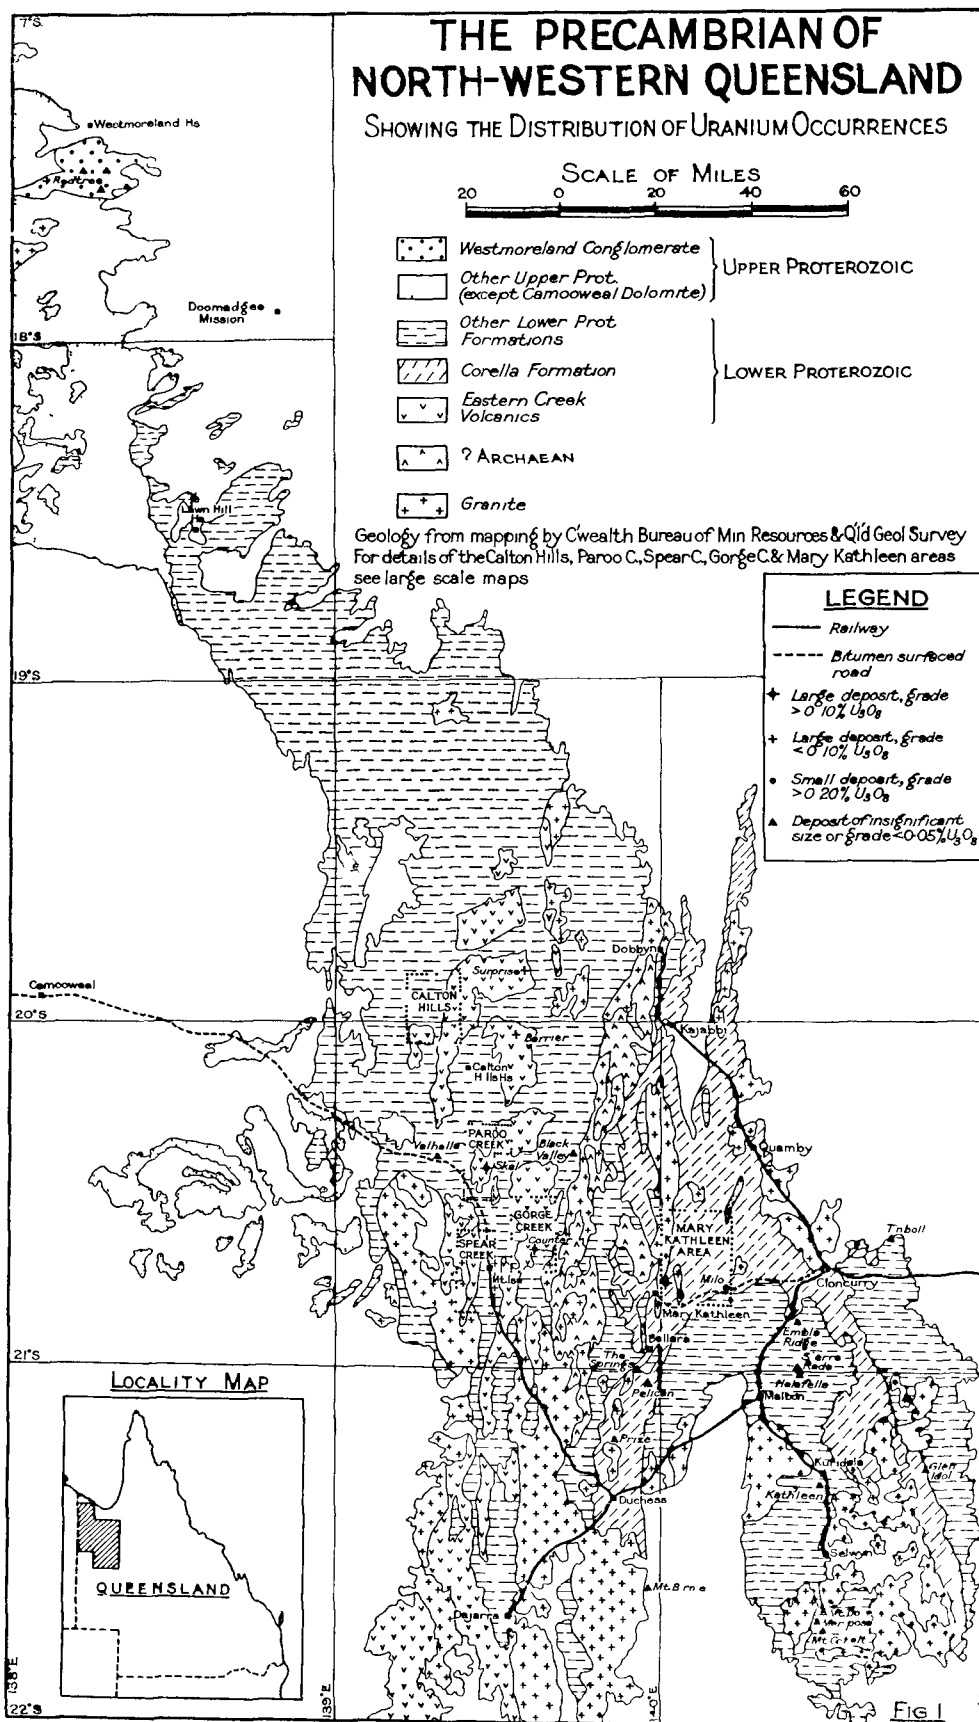 THE PRECAMBRIAN OF
NORTH-WESTERN QUEENSLAND
SHOWING THE DISTRIBUTION OF URANIUM OCCURRENCES
SCALE OF MILES
20 0 20 40 60
Westmoreland Conglomerate
Other Upper Prot.
(except Camooweal Dolomite)
UPPER PROTEROZOIC
Other Lower Prot
Formations
Corella Formation
Eastern Creek
Volcanics
LOWER PROTEROZOIC
? ARCHAEAN
Granite
Geology from mapping by C'wealth Bureau of Min Resources & Q'l'd Geol Survey
For details of the Calton Hills, Paroo C., Spear C., Gorge C. & Mary Kathleen areas
see large scale maps
LEGEND
Railway
Bitumen surfaced
road
Large deposit, grade
>0 10% U3O8
Large deposit, grade
<0 10% U3O8
Small deposit, grade
>0 20% U3O8
Deposit of insignificant
size or grade <0·05% U3O8
7°S.
Westmoreland Hs
Redtree
Doomadgee
Mission
18°S
Lawn Hill
Hs
19°S
Dobbyn
Surprise
Camooweal
CALTON
HILLS
20°S
Kajabbi
Barrier
Calton
Hills Hs
Quamby
PAROO
CREEK
Valhalla
Black
Valley
Skal
GORGE
CREEK
SPEAR
CREEK
Counter
MARY
KATHLEEN
AREA
Tnboll
Mt. Isa
Milo
Cloncurry
Mary Kathleen
Ballara
Embla
Ridge
The
Springs
21°S
Pelican
Malbon
Prize
Kuridala
Glen
Idol
Kathleen
Duchess
Selwyn
Dajarra
LOCALITY MAP
QUEENSLAND
138°E
139°E
140°E
22°S
FIG 1